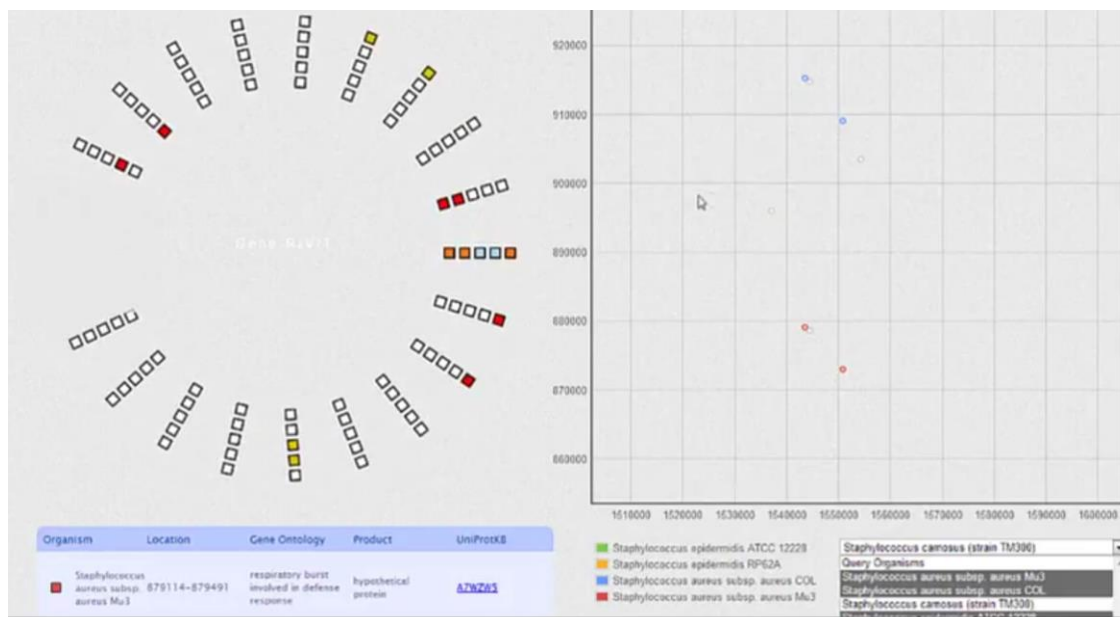 920000
910000
900000
890000
880000
870000
860000
1510000 1520000 1530000 1540000 1550000 1560000 1570000 1580000 1590000 1600000
Organism Location Gene Ontology Product UniProtKB
Staphylococcus aureus subsp. aureus Mu3
879114-879491
respiratory burst involved in defense response
hypothetical protein
A7WZW5
Staphylococcus epidermidis ATCC 12228
Staphylococcus epidermidis RP62A
Staphylococcus aureus subsp. aureus COL
Staphylococcus aureus subsp. aureus Mu3
Staphylococcus carnosus (strain TM300)
Query Organisms
Staphylococcus aureus subsp. aureus Mu3
Staphylococcus aureus subsp. aureus COL
Staphylococcus carnosus (strain TM300)
Staphylococcus epidermidis ATCC 12228